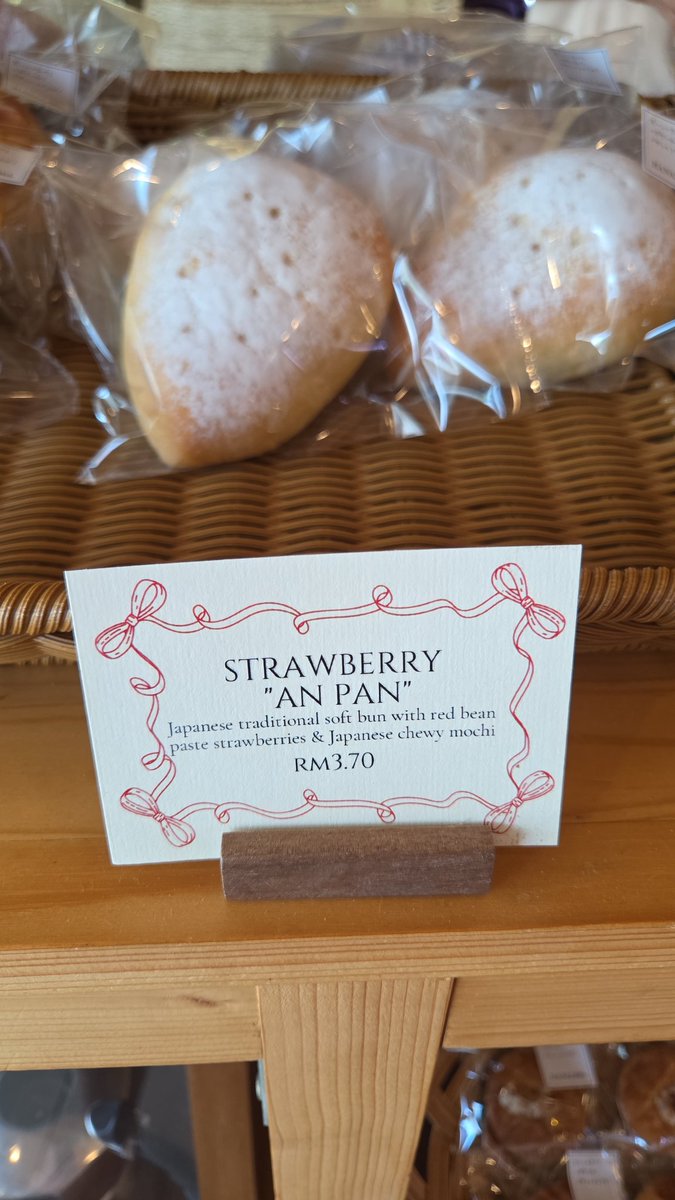 STRAWBERRY
"AN PAN"
Japanese traditional soft bun with red bean
paste strawberries & Japanese chewy mochi
RM3.70